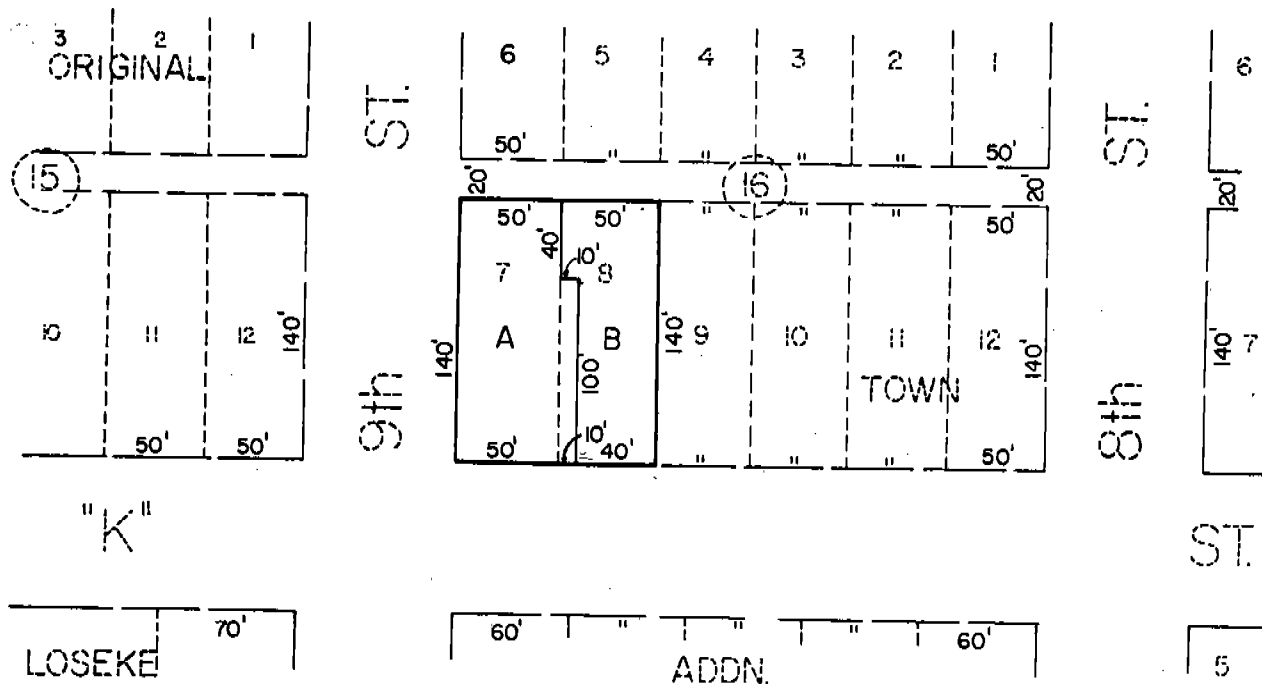 3 2 1
ORIGINAL
ST.
6 5 4 3 2 1
ST.
6
50' " " " " 50'
15
16
20' 20' 20'
50' 50' " " " 50'
40'
10'
7 8
10 11 12
140'
140'
A B
100'
140'
9 10 11 12
140'
140'
7
TOWN
9th
8th
50' 50'
50'
10'
40' " " " 50'
"K"
ST.
70'
60' " " " 60'
LOSEKE
ADDN.
5